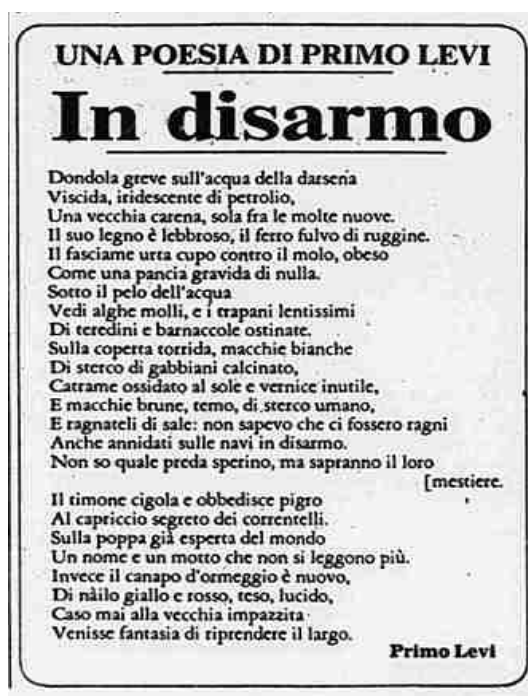 UNA POESIA DI PRIMO LEVI
In disarmo
Dondola greve sull'acqua della darsena
Viscida, iridescente di petrolio,
Una vecchia carena, sola fra le molte nuove.
Il suo legno è lebbroso, il ferro fulvo di ruggine.
Il fasciame urta cupo contro il molo, obeso
Come una pancia gravida di nulla.
Sotto il pelo dell'acqua
Vedi alghe molli, e i trapani lentissimi
Di teredini e barnaccole ostinate.
Sulla coperta torrida, macchie bianche
Di sterco di gabbiani calcinato,
Catrame ossidato al sole e vernice inutile,
E macchie brune, temo, di sterco umano,
E ragnateli di sale: non sapevo che ci fossero ragni
Anche annidati sulle navi in disarmo.
Non so quale preda sperino, ma sapranno il loro
[mestiere.
Il timone cigola e obbedisce pigro
Al capriccio segreto dei correntelli.
Sulla poppa già esperta del mondo
Un nome e un motto che non si leggono più.
Invece il canapo d'ormeggio è nuovo,
Di nàilo giallo e rosso, teso, lucido,
Caso mai alla vecchia impazzita
Venisse fantasia di riprendere il largo.
Primo Levi